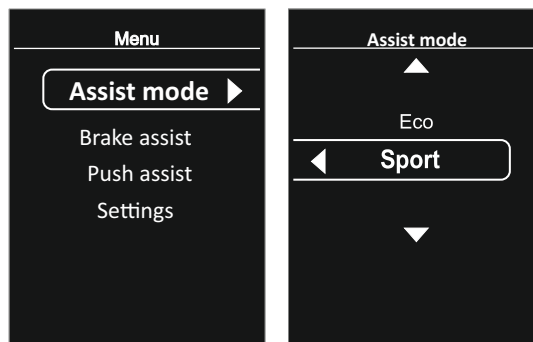 Menu
Assist mode
Brake assist
Push assist
Settings
Assist mode
Eco
Sport